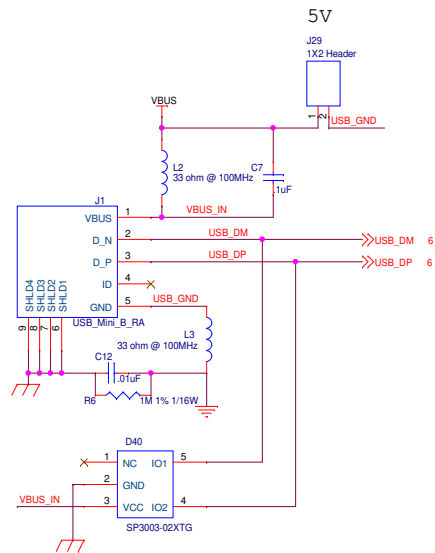 5V
J29
1X2 Header
VBUS
1 2 USB_GND
L2
33 ohm @ 100MHz
C7
.1uF
J1
VBUS 1 VBUS_IN
D_N 2 USB_DM USB_DM 6
D_P 3 USB_DP USB_DP 6
ID 4
GND 5 USB_GND
SHLD4 SHLD3 SHLD2 SHLD1
USB_Mini_B_RA
9 8 7 6
L3
33 ohm @ 100MHz
C12
.01uF
R6 1M 1% 1/16W
D40
1 NC IO1 5
2 GND
VBUS_IN 3 VCC IO2 4
SP3003-02XTG